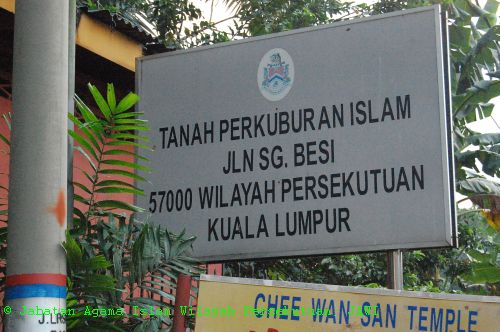 TANAH PERKUBURAN ISLAM
JLN SG. BESI
57000 WILAYAH PERSEKUTUAN
KUALA LUMPUR
CHEE WAN SAN TEMPLE
© Jabatan Agama Islam Wilayah Persekutuan, JAWI